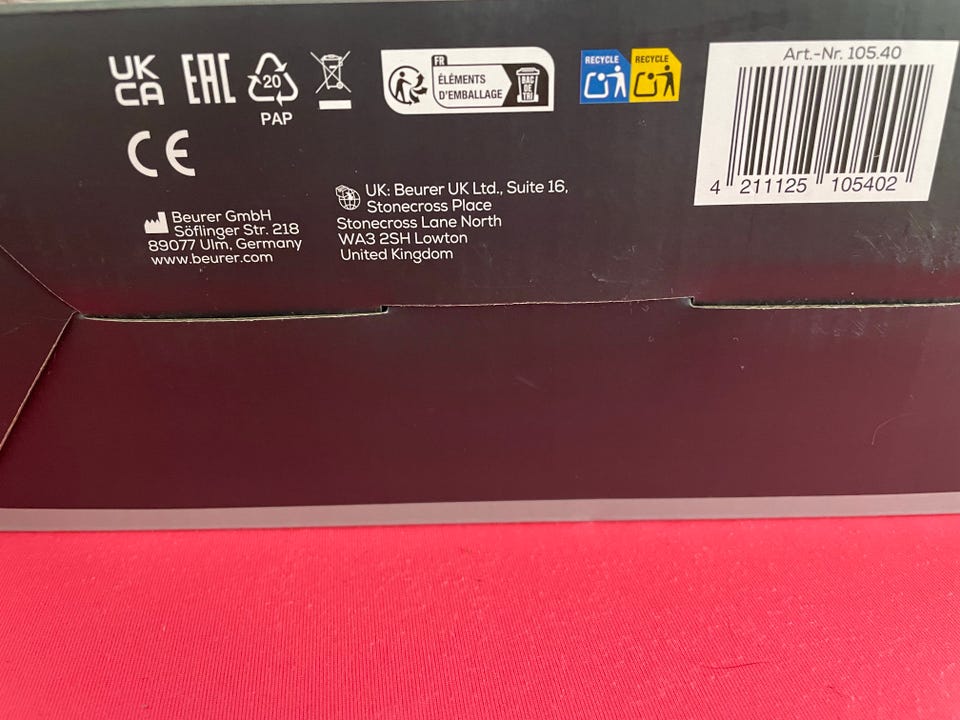 UK
CA
EAC
20
PAP
FR
ÉLÉMENTS
D'EMBALLAGE
BAC
DE
TRI
RECYCLE
RECYCLE
Art.-Nr. 105.40
4 211125 105402
CE
Beurer GmbH
Söflinger Str. 218
89077 Ulm, Germany
www.beurer.com
UK: Beurer UK Ltd., Suite 16,
Stonecross Place
Stonecross Lane North
WA3 2SH Lowton
United Kingdom